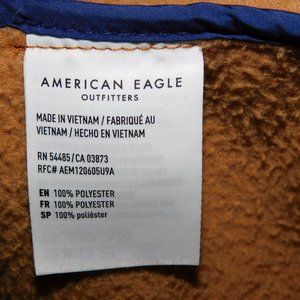 AMERICAN EAGLE
OUTFITTERS
MADE IN VIETNAM / FABRIQUÉ AU
VIETNAM / HECHO EN VIETNAM
RN 54485/CA 03873
RFC# AEM120605U9A
EN 100% POLYESTER
FR 100% POLYESTER
SP 100% poliéster